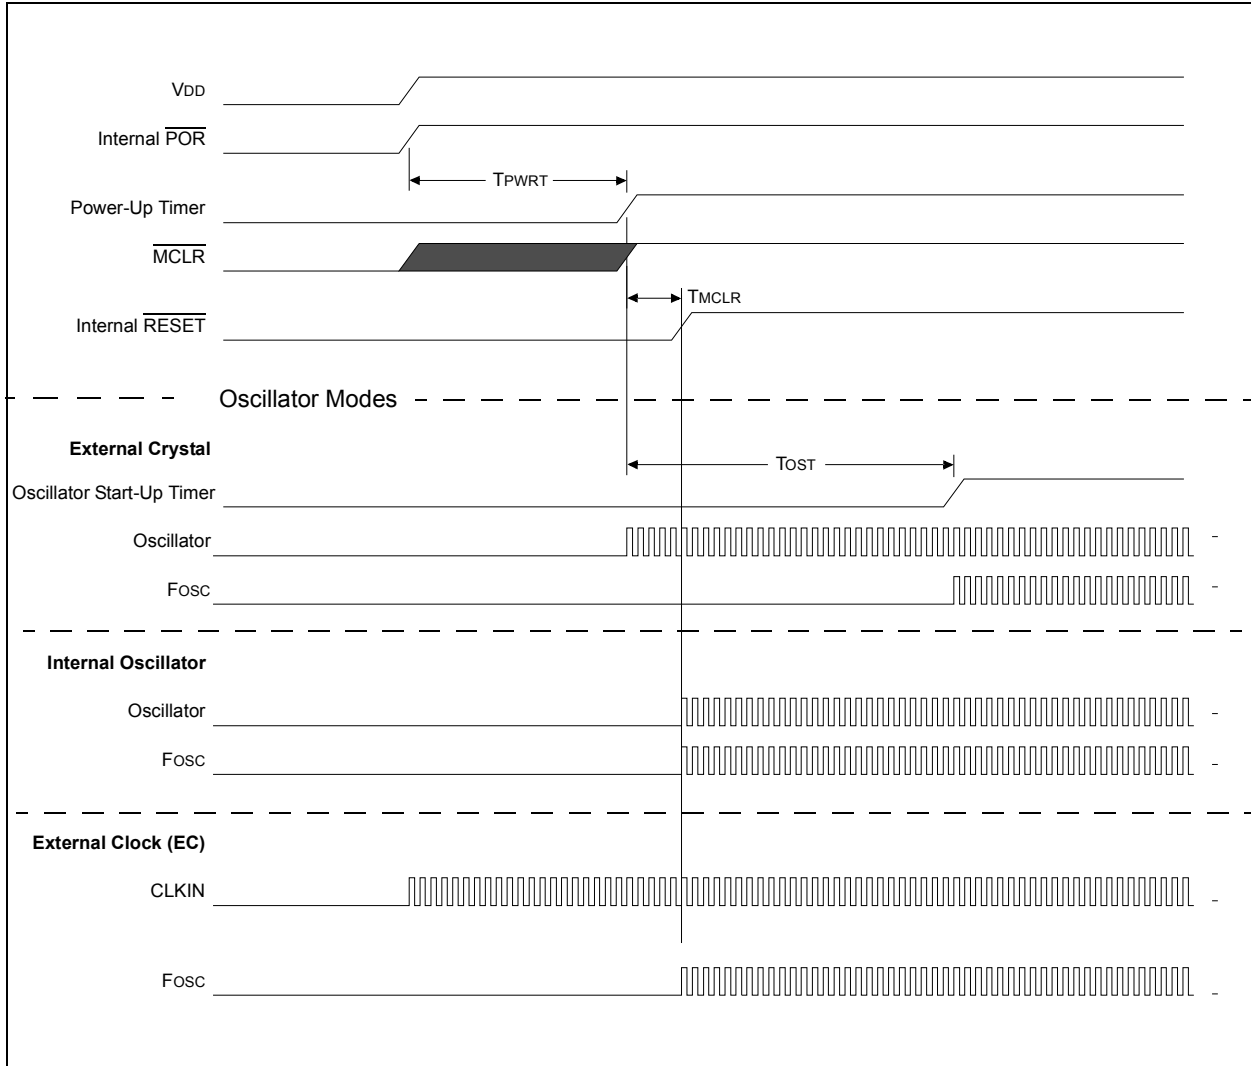 VDD
Internal POR
TPWRT
Power-Up Timer
MCLR
TMCLR
Internal RESET
Oscillator Modes
External Crystal
TOST
Oscillator Start-Up Timer
Oscillator
FOSC
Internal Oscillator
Oscillator
FOSC
External Clock (EC)
CLKIN
FOSC